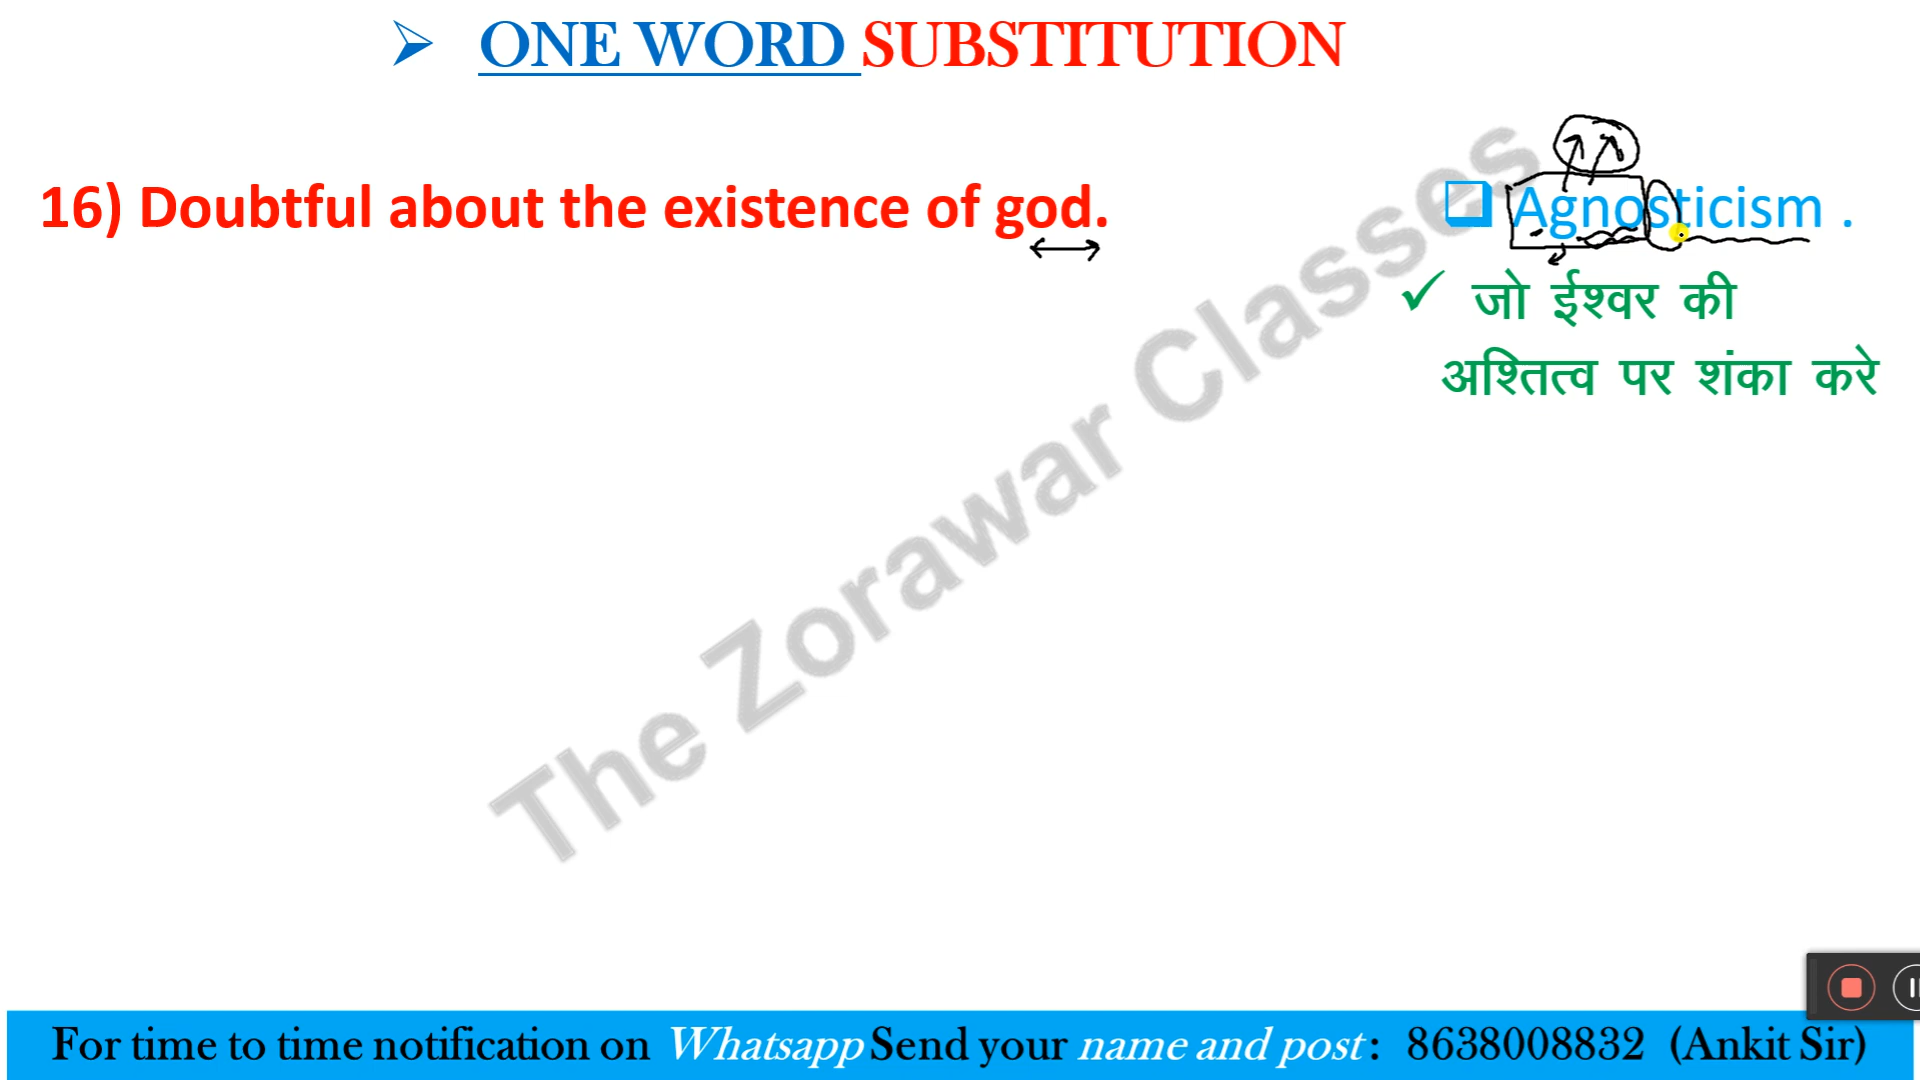 ONE WORD SUBSTITUTION
16) Doubtful about the existence of god.
Agnosticism .
जो ईश्वर की
अश्तित्व पर शंका करे
The Zorawar Classes
For time to time notification on Whatsapp Send your name and post : 8638008832 (Ankit Sir)